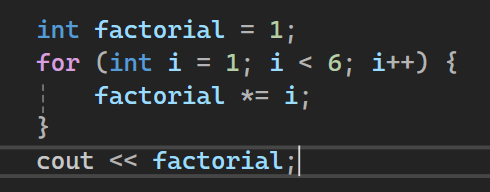 int factorial = 1;
for (int i = 1; i < 6; i++) {
    factorial *= i;
}
cout << factorial;